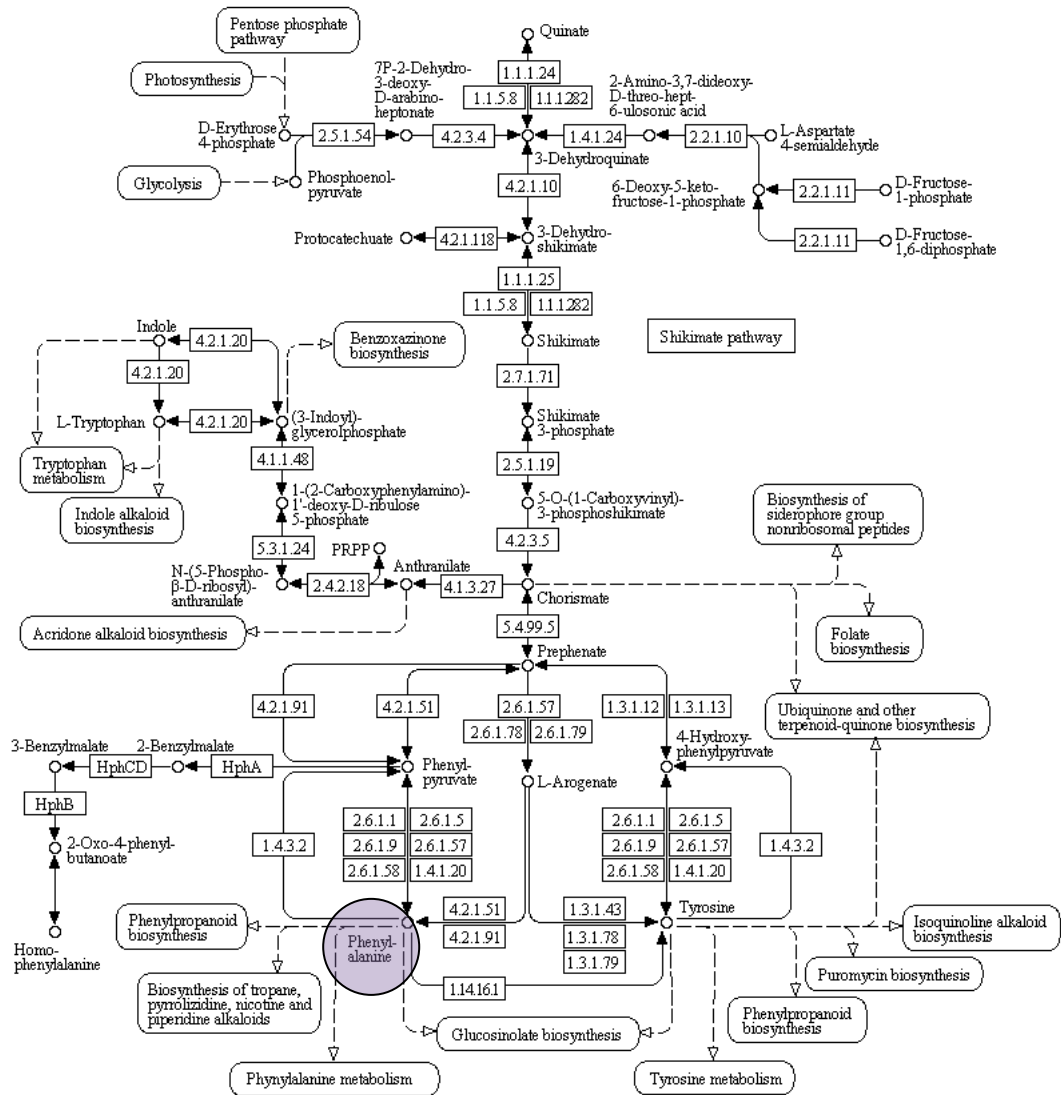 Pentose phosphate
pathway
Quinate
Photosynthesis
7P-2-Dehydro-
3-deoxy-
D-arabino-
heptonate
1.1.1.24
1.1.5.8
1.1.1282
2-Amino-3,7-dideoxy-
D-threo-hept-
6-ulosonic acid
D-Erythrose
4-phosphate
2.5.1.54
4.2.3.4
1.4.1.24
2.2.1.10
L-Aspartate
4-semialdehyde
3-Dehydroquinate
Glycolysis
Phosphoenol-
pyruvate
4.2.1.10
6-Deoxy-5-keto-
fructose-1-phosphate
2.2.1.11
D-Fructose-
1-phosphate
Protocatechuate
4.2.1.118
3-Dehydro-
shikimate
2.2.1.11
D-Fructose-
1,6-diphosphate
1.1.1.25
1.1.5.8
1.1.1282
Indole
4.2.1.20
Benzoxazinone
biosynthesis
Shikimate
Shikimate pathway
4.2.1.20
2.7.1.71
L-Tryptophan
4.2.1.20
(3-Indoyl)-
glycerolphosphate
Shikimate
3-phosphate
Tryptophan
metabolism
4.1.1.48
2.5.1.19
Indole alkaloid
biosynthesis
1-(2-Carboxyphenylamino)-
1'-deoxy-D-ribulose
5-phosphate
5-O-(1-Carboxyvinyl)-
3-phosphoshikimate
Biosynthesis of
siderophore group
nonribosomal peptides
5.3.1.24
PRPP
4.2.3.5
N-(5-Phospho-
β-D-ribosyl)-
anthranilate
2.4.2.18
Anthranilate
4.1.3.27
Chorismate
Acridone alkaloid biosynthesis
5.4.99.5
Folate
biosynthesis
Prephenate
4.2.1.91
4.2.1.51
2.6.1.57
2.6.1.78
2.6.1.79
1.3.1.12
1.3.1.13
Ubiquinone and other
terpenoid-quinone biosynthesis
3-Benzylmalate
2-Benzylmalate
4-Hydroxy-
phenylpyruvate
HphCD
HphA
Phenyl-
pyruvate
L-Arogenate
HphB
2.6.1.1
2.6.1.5
2.6.1.1
2.6.1.5
2-Oxo-4-phenyl-
butanoate
1.4.3.2
2.6.1.9
2.6.1.57
2.6.1.9
2.6.1.57
1.4.3.2
2.6.1.58
1.4.1.20
2.6.1.58
1.4.1.20
Phenylpropanoid
biosynthesis
4.2.1.51
4.2.1.91
1.3.1.43
1.3.1.78
1.3.1.79
Tyrosine
Isoquinoline alkaloid
biosynthesis
Homo-
phenylalanine
Phenyl-
alanine
Puromycin biosynthesis
Biosynthesis of tropane,
pyrrolizidine, nicotine and
piperidine alkaloids
1.14.16.1
Phenylpropanoid
biosynthesis
Glucosinolate biosynthesis
Phynylalanine metabolism
Tyrosine metabolism